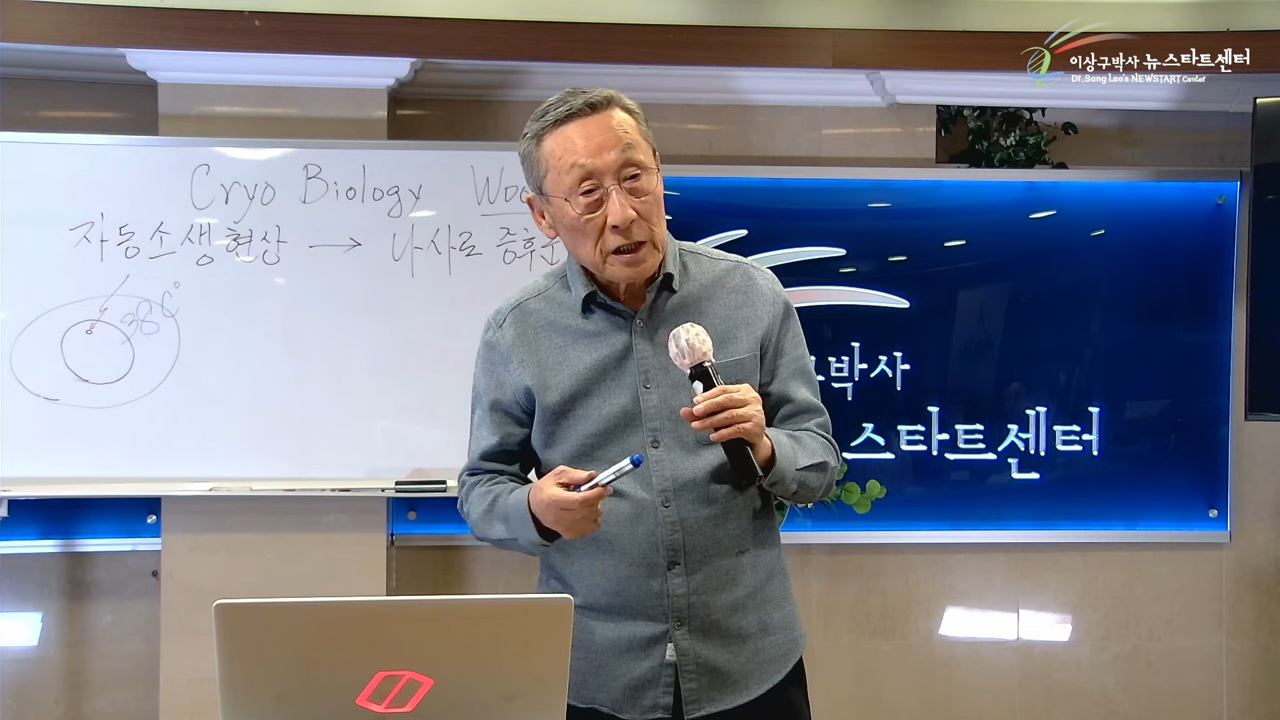 이상구박사 뉴스타트센터
Dr.Sang Lee's NEWSTART Center
Cryo Biology
자동소생현상 → 나사로 증후
38 C°
박사
스타트센터